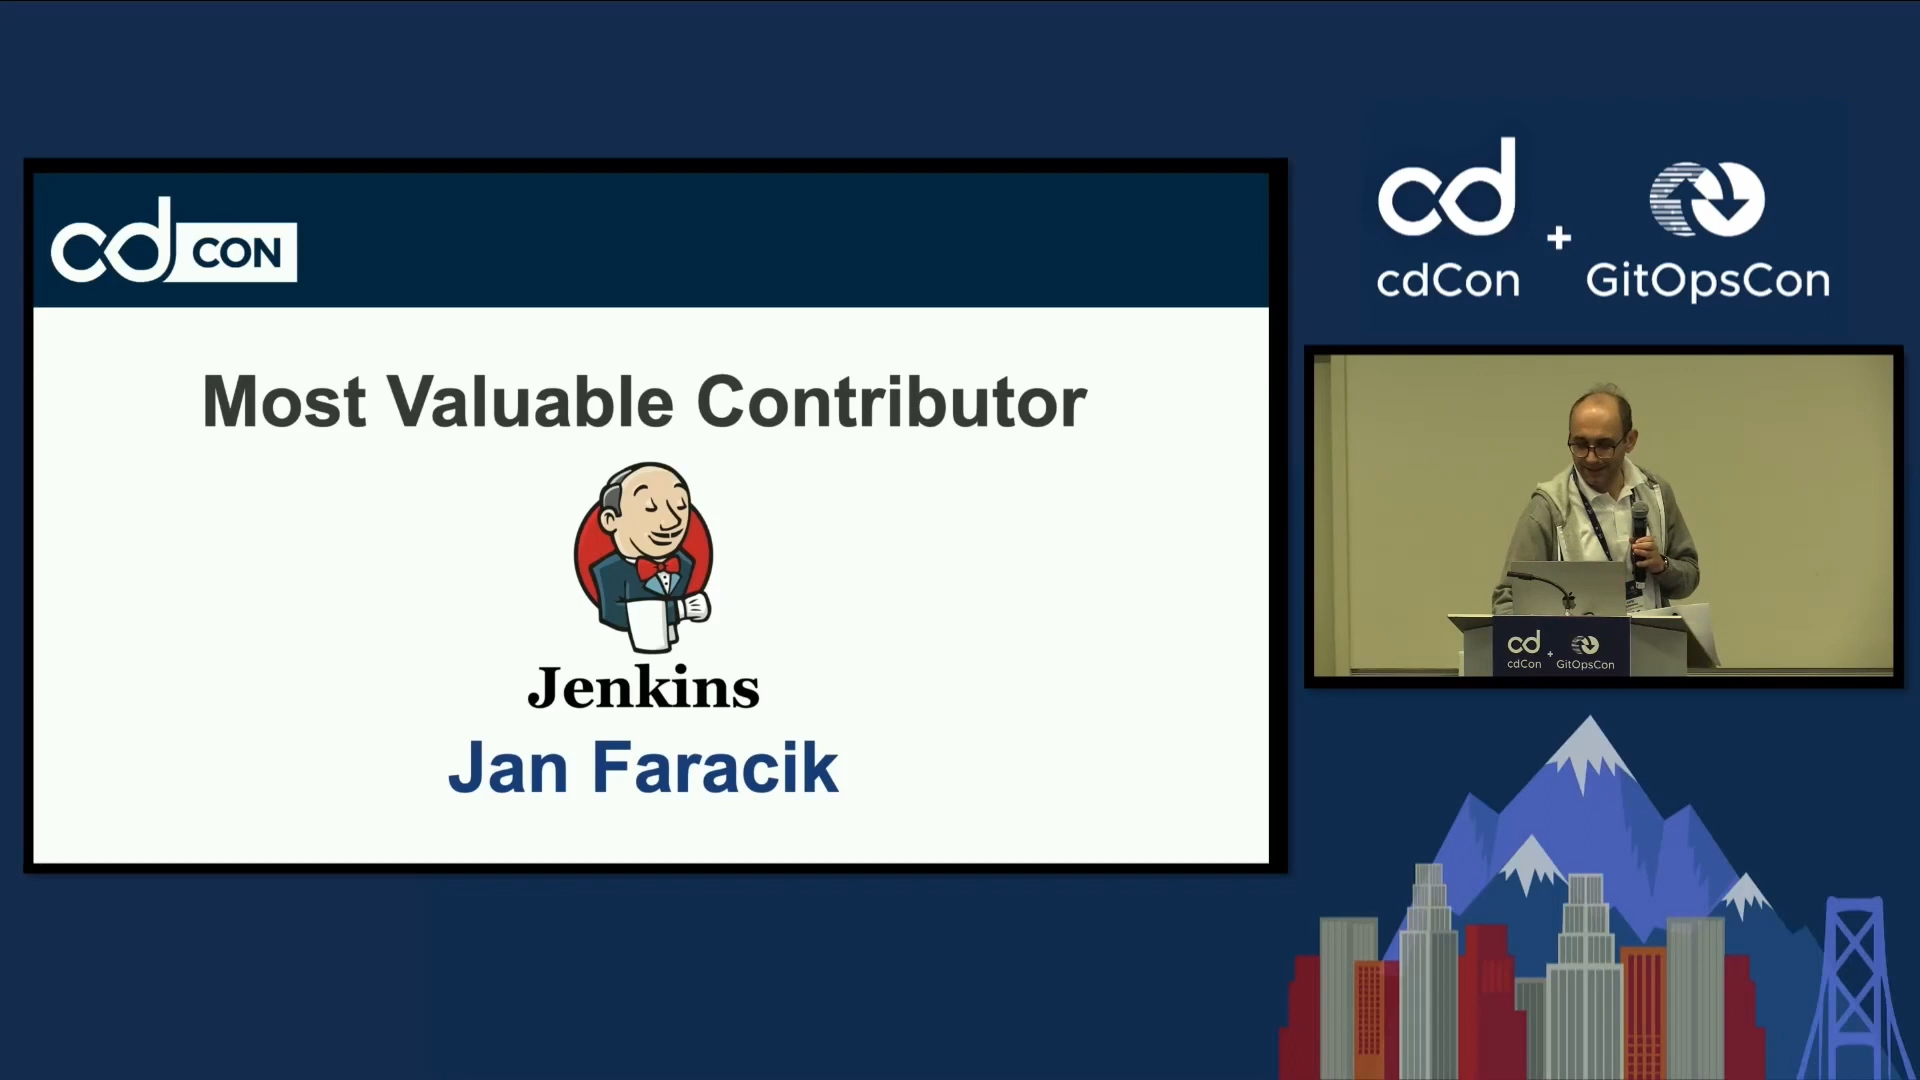 cd CON
Most Valuable Contributor
Jenkins
Jan Faracik
cd
cdCon
+
GitOpsCon
cd
cdCon
+
GitOpsCon